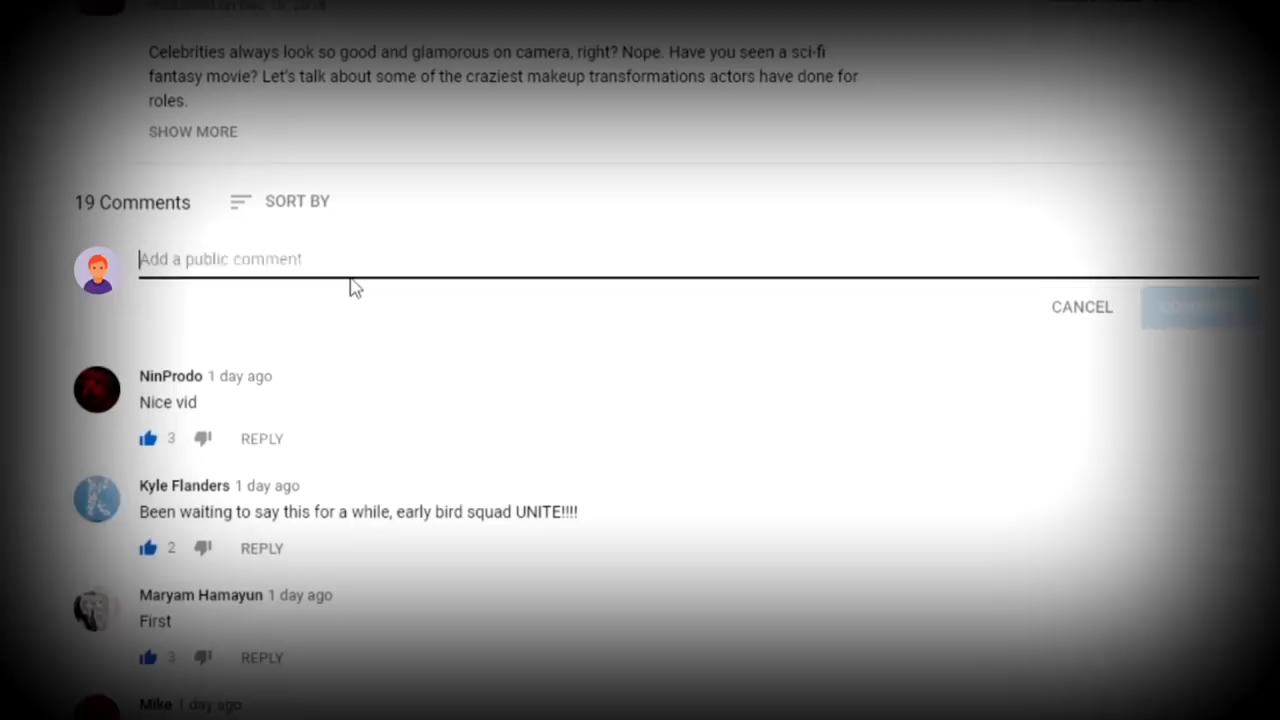 Celebrities always look so good and glamorous on camera, right? Nope. Have you seen a sci-fi
fantasy movie? Let's talk about some of the craziest makeup transformations actors have done for
roles.
SHOW MORE
19 Comments
SORT BY
Add a public comment
CANCEL
NinProdo 1 day ago
Nice vid
3
REPLY
Kyle Flanders 1 day ago
Been waiting to say this for a while, early bird squad UNITE!!!!
2
REPLY
Maryam Hamayun 1 day ago
First
3
REPLY
Mike 1 day ago